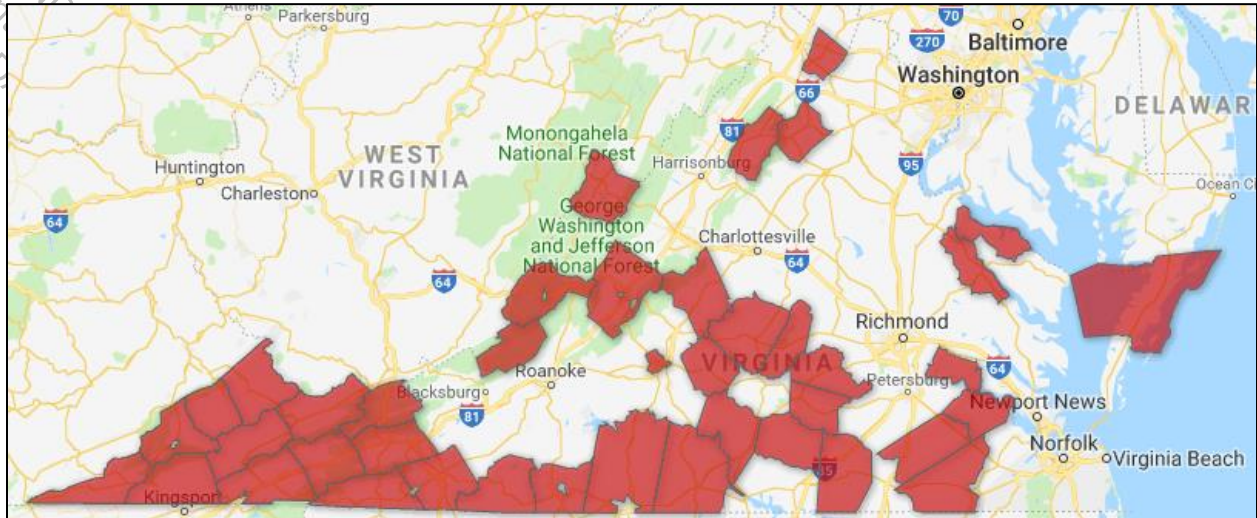 Athens
Parkersburg
70
270
Baltimore
Washington
66
DELAWAR
81
Monongahela
National Forest
Harrisonburg
WEST
VIRGINIA
Huntington
Charleston
95
Ocean C
64
George
Washington
and Jefferson
National Forest
Charlottesville
64
64
Richmond
VIRGINIA
Roanoke
64
Petersburg
Blacksburg
81
Newport News
Norfolk
Virginia Beach
85
Kingsport